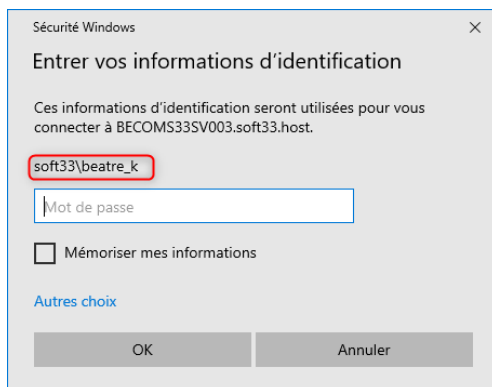 Sécurité Windows
Entrer vos informations d’identification
Ces informations d'identification seront utilisées pour vous
connecter à BECOMS33SV003.soft33.host.
soft33\beatre_k
Mot de passe
Mémoriser mes informations
Autres choix
OK
Annuler